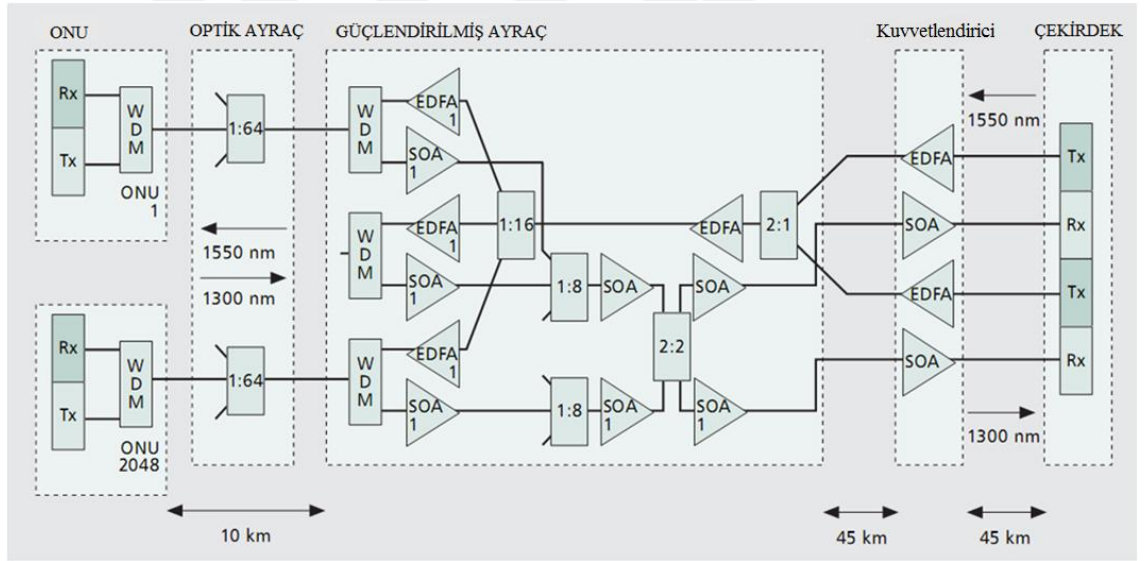 ONU
OPTİK AYRAÇ
GÜÇLENDİRİLMİŞ AYRAÇ
Kuvvetlendirici
ÇEKİRDEK
Rx
Tx
WDM
ONU
1
1:64
WDM
EDFA
1
SOA
1
WDM
EDFA
1
SOA
1
1:16
EDFA
2:1
1:8
SOA
SOA
2:2
EDFA
SOA
EDFA
SOA
1550 nm
Tx
Rx
Tx
Rx
1300 nm
1550 nm
1300 nm
Rx
Tx
WDM
ONU
2048
1:64
WDM
EDFA
1
SOA
1
1:8
SOA
1
SOA
1
10 km
45 km
45 km